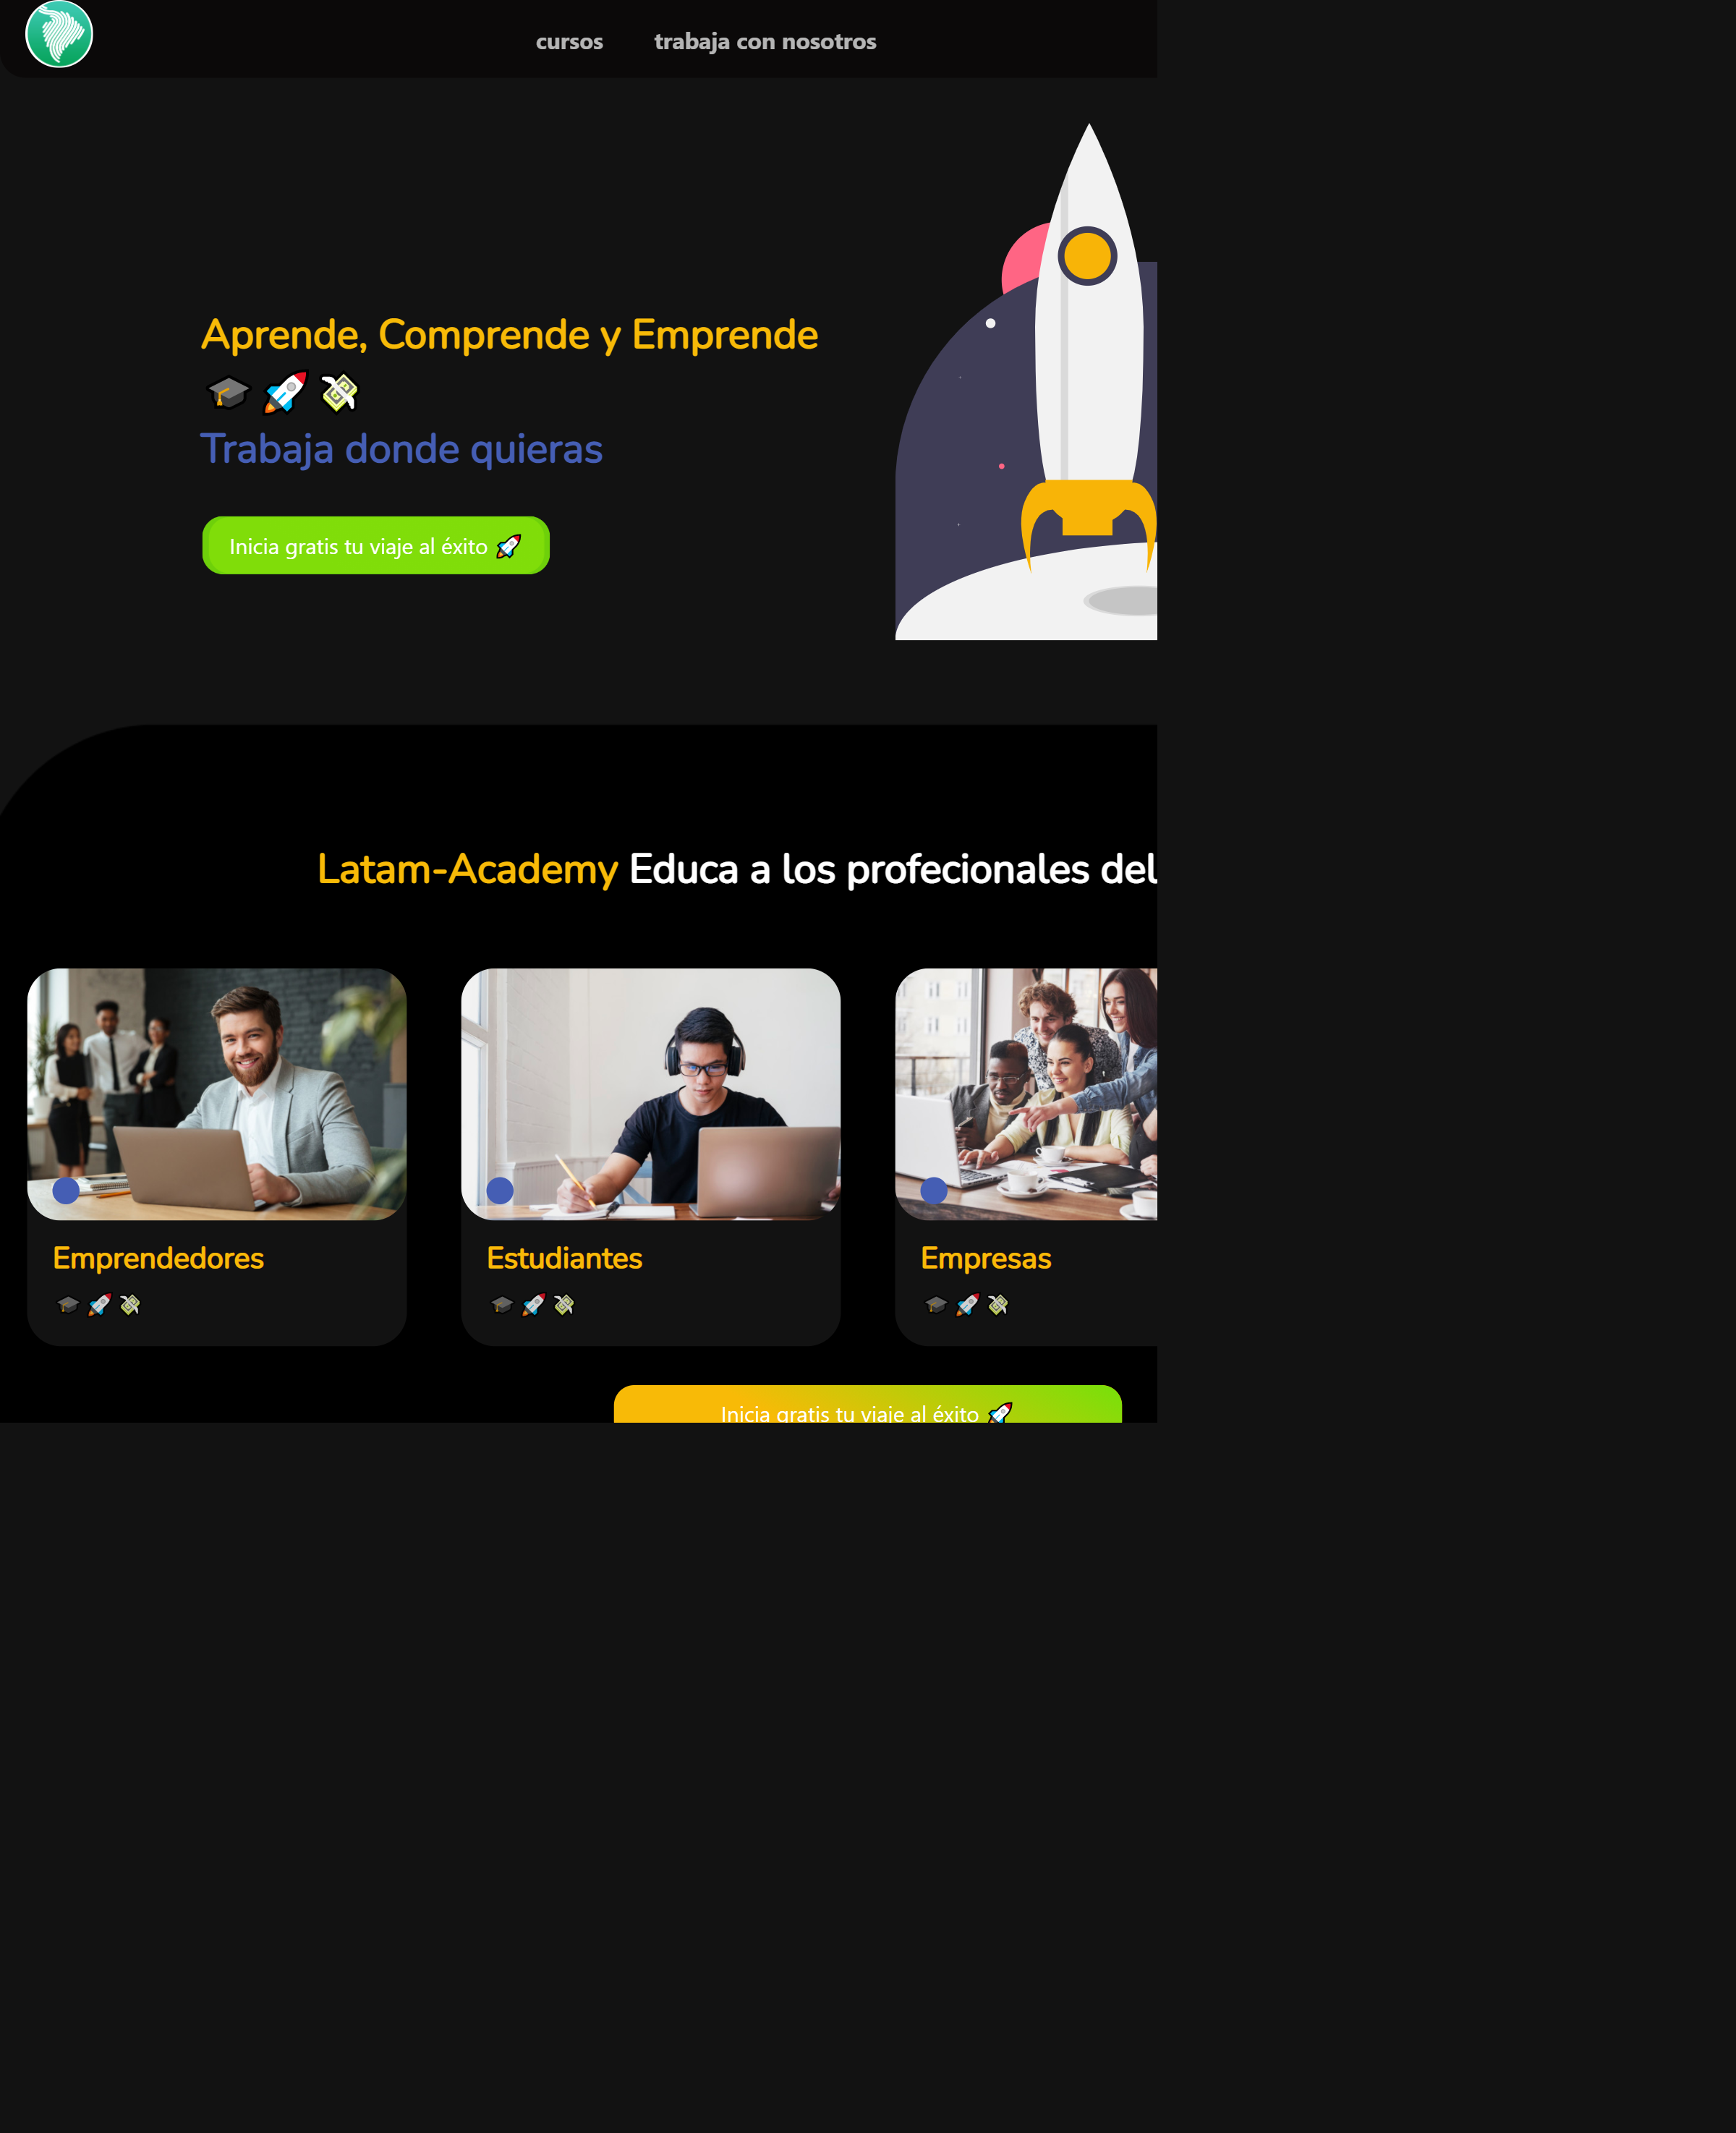 cursos trabaja con nosotros
Aprende, Comprende y Emprende
🎓🚀💸
Trabaja donde quieras
Inicia gratis tu viaje al éxito 🚀
Latam-Academy Educa a los profecionales del
Emprendedores
🎓🚀💸
Estudiantes
🎓🚀💸
Empresas
🎓🚀💸
Inicia gratis tu viaje al éxito 🚀